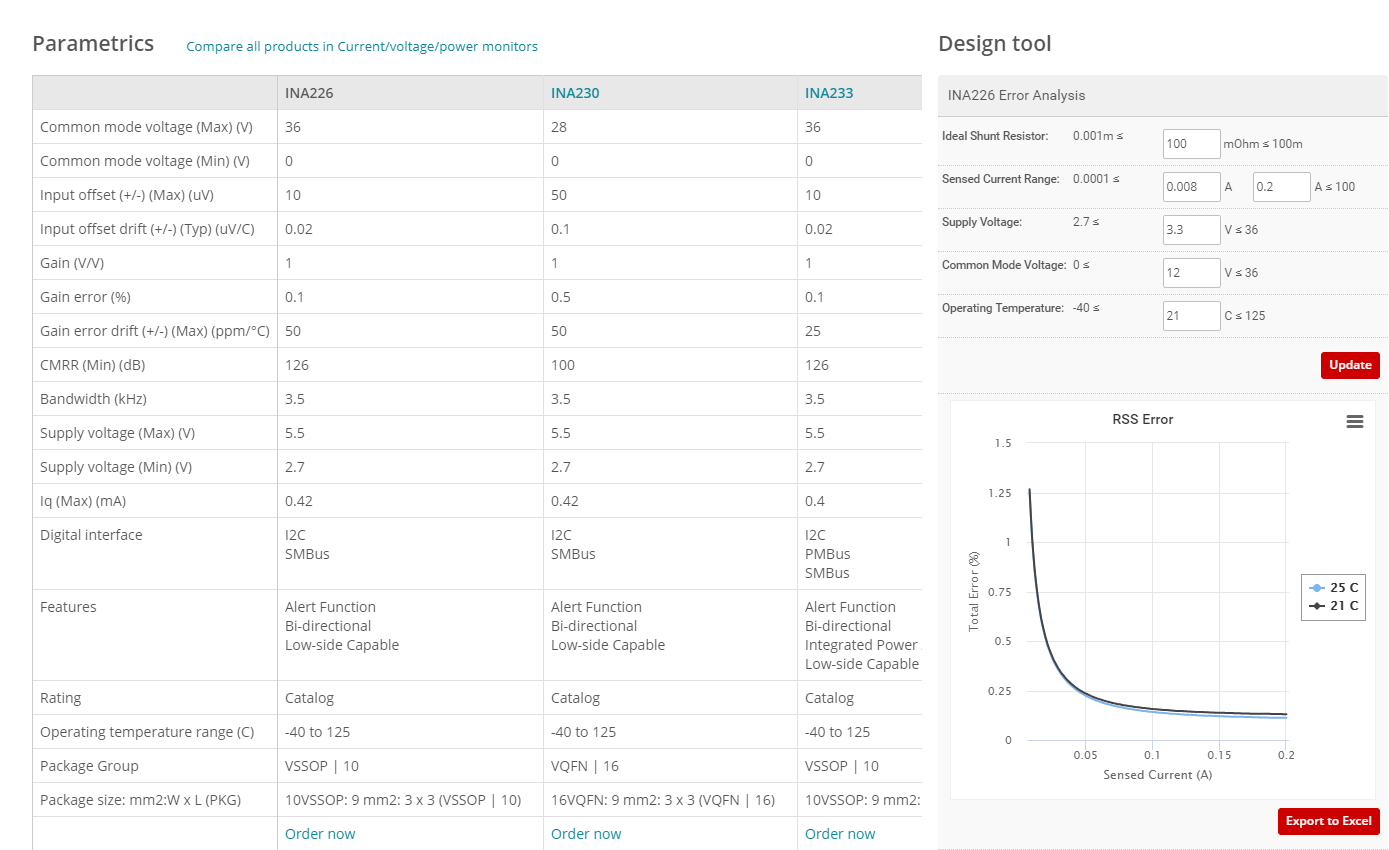 Parametrics Compare all products in Current/voltage/power monitors
INA226 INA230 INA233
Common mode voltage (Max) (V) 36 28 36
Common mode voltage (Min) (V) 0 0 0
Input offset (+/-) (Max) (uV) 10 50 10
Input offset drift (+/-) (Typ) (uV/C) 0.02 0.1 0.02
Gain (V/V) 1 1 1
Gain error (%) 0.1 0.5 0.1
Gain error drift (+/-) (Max) (ppm/°C) 50 50 25
CMRR (Min) (dB) 126 100 126
Bandwidth (kHz) 3.5 3.5 3.5
Supply voltage (Max) (V) 5.5 5.5 5.5
Supply voltage (Min) (V) 2.7 2.7 2.7
Iq (Max) (mA) 0.42 0.42 0.4
Digital interface I2C I2C I2C
SMBus SMBus PMBus
SMBus
Features Alert Function Alert Function Alert Function
Bi-directional Bi-directional Bi-directional
Low-side Capable Low-side Capable Integrated Power
Low-side Capable
Rating Catalog Catalog Catalog
Operating temperature range (C) -40 to 125 -40 to 125 -40 to 125
Package Group VSSOP | 10 VQFN | 16 VSSOP | 10
Package size: mm2:W x L (PKG) 10VSSOP: 9 mm2: 3 x 3 (VSSOP | 10) 16VQFN: 9 mm2: 3 x 3 (VQFN | 16) 10VSSOP: 9 mm2:
Order now Order now Order now
Design tool
INA226 Error Analysis
Ideal Shunt Resistor: 0.001m ≤ 100 mOhm ≤ 100m
Sensed Current Range: 0.0001 ≤ 0.008 A 0.2 A ≤ 100
Supply Voltage: 2.7 ≤ 3.3 V ≤ 36
Common Mode Voltage: 0 ≤ 12 V ≤ 36
Operating Temperature: -40 ≤ 21 C ≤ 125
Update
RSS Error
1.5
1.25
1
0.75
0.5
0.25
0
Total Error (%)
0.05 0.1 0.15 0.2
Sensed Current (A)
25 C
21 C
Export to Excel